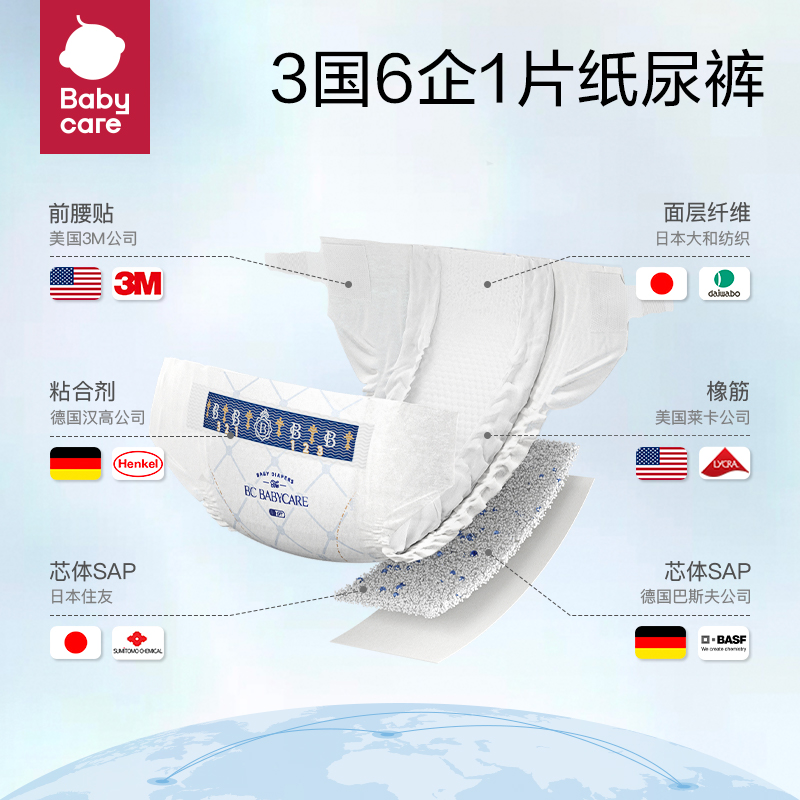 Baby
care
3国6企1片纸尿裤
前腰贴
美国3M公司
3M
面层纤维
日本大和纺织
daiwabo
粘合剂
德国汉高公司
Henkel
橡筋
美国莱卡公司
LYCRA
BABY DIAPERS
The
BC BABYCARE
芯体SAP
日本住友
SUMITOMO CHEMICAL
芯体SAP
德国巴斯夫公司
BASF
We create chemistry